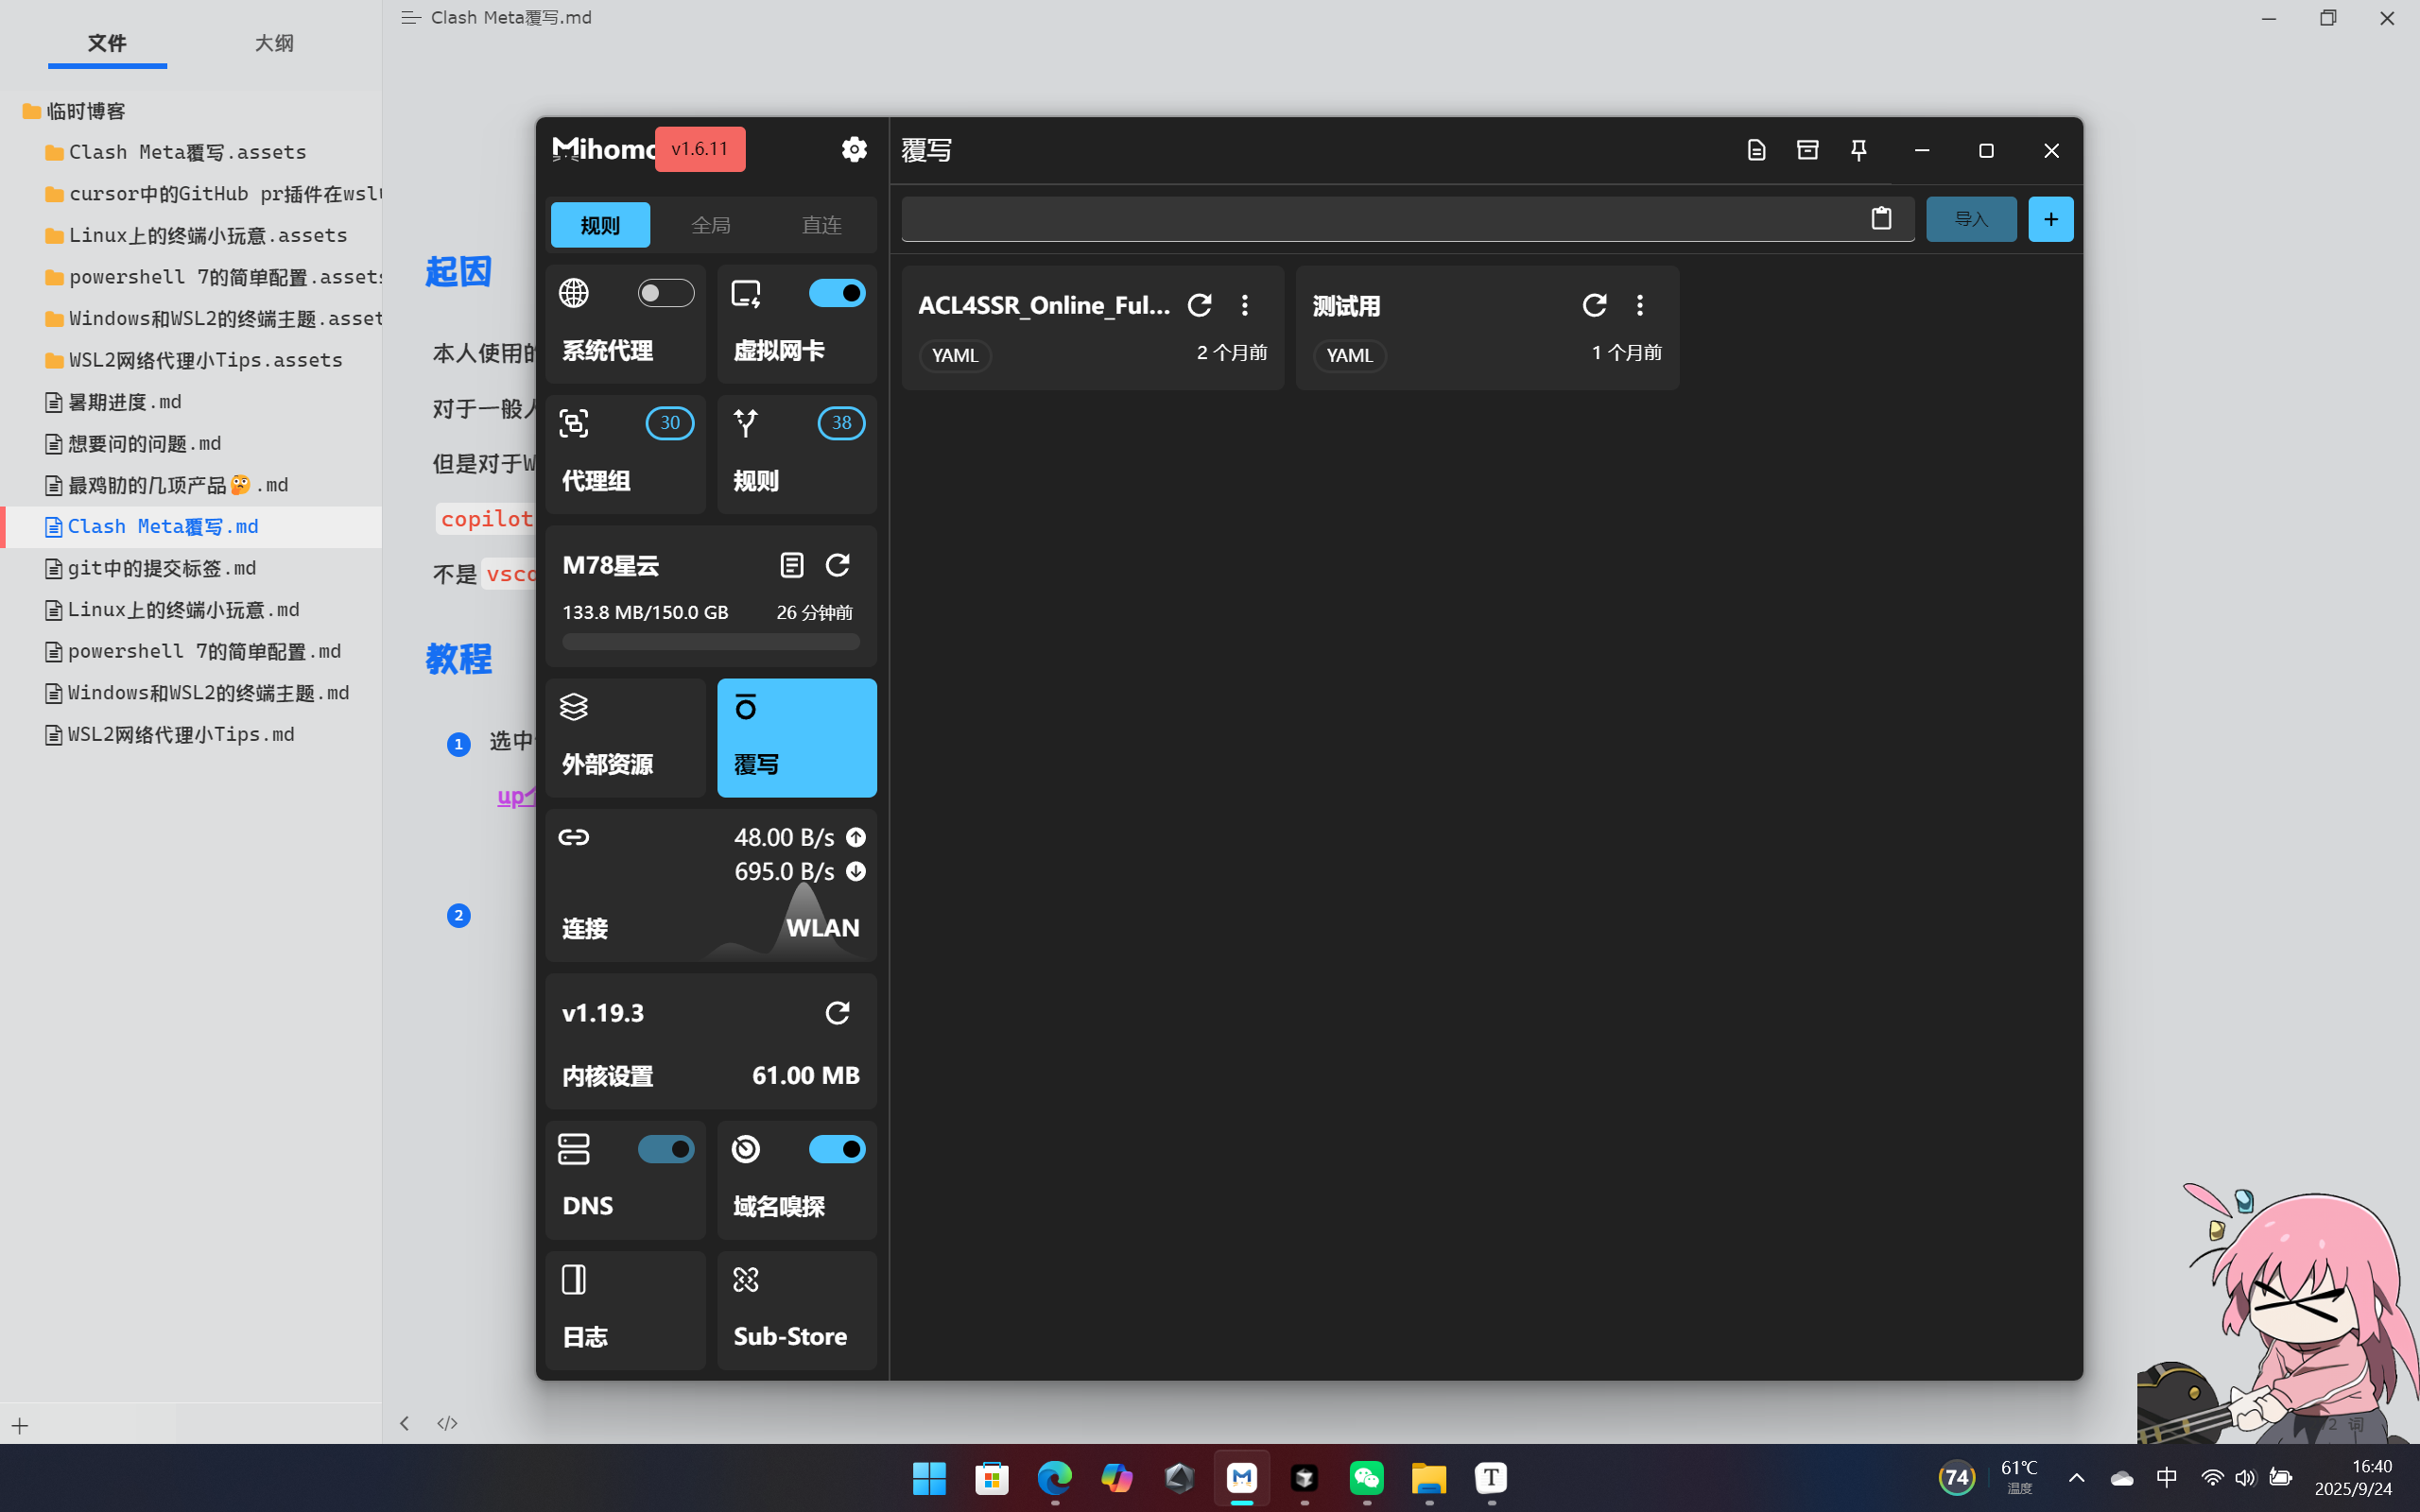 文件
大纲
临时博客
Clash Meta覆写.assets
cursor中的GitHub pr插件在wsl
Linux上的终端小玩意.assets
powershell 7的简单配置.assets
Windows和WSL2的终端主题.asset
WSL2网络代理小Tips.assets
暑期进度.md
想要问的问题.md
最鸡肋的几项产品🤔.md
Clash Meta覆写.md
git中的提交标签.md
Linux上的终端小玩意.md
powershell 7的简单配置.md
Windows和WSL2的终端主题.md
WSL2网络代理小Tips.md
Clash Meta覆写.md
起因
本人使用的
对于一般人
但是对于W
copilot
不是 vsco
教程
1 选中
up个
2
Mihomo v1.6.11
规则 全局 直连
系统代理
虚拟网卡
30
代理组
38
规则
M78星云
133.8 MB/150.0 GB 26 分钟前
外部资源
覆写
48.00 B/s
695.0 B/s
连接 WLAN
v1.19.3
内核设置 61.00 MB
DNS
域名嗅探
日志
Sub-Store
覆写
导入 +
ACL4SSR_Online_Ful...
YAML 2 个月前
测试用
YAML 1 个月前
2 词
74
61℃
温度
中
16:40
2025/9/24